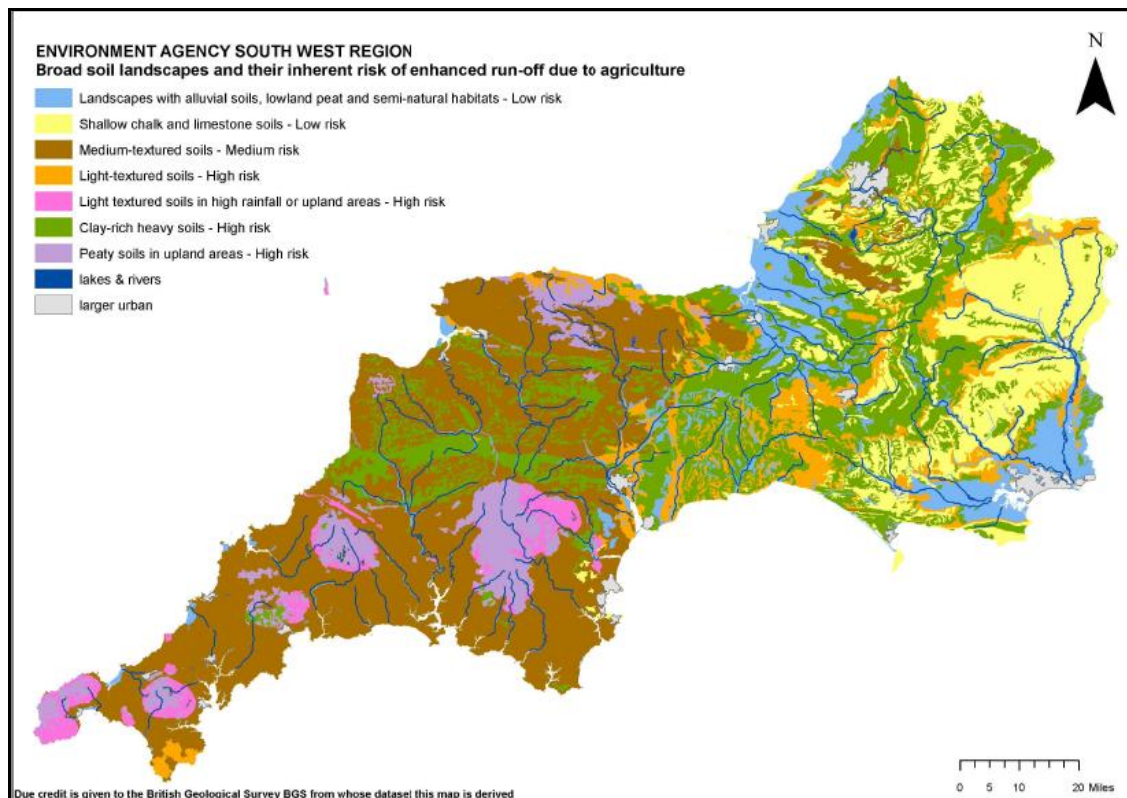 ENVIRONMENT AGENCY SOUTH WEST REGION
Broad soil landscapes and their inherent risk of enhanced run-off due to agriculture
Landscapes with alluvial soils, lowland peat and semi-natural habitats - Low risk
Shallow chalk and limestone soils - Low risk
Medium-textured soils - Medium risk
Light-textured soils - High risk
Light textured soils in high rainfall or upland areas - High risk
Clay-rich heavy soils - High risk
Peaty soils in upland areas - High risk
lakes & rivers
larger urban
N
0 5 10 20 Miles
Due credit is given to the British Geological Survey BGS from whose dataset this map is derived